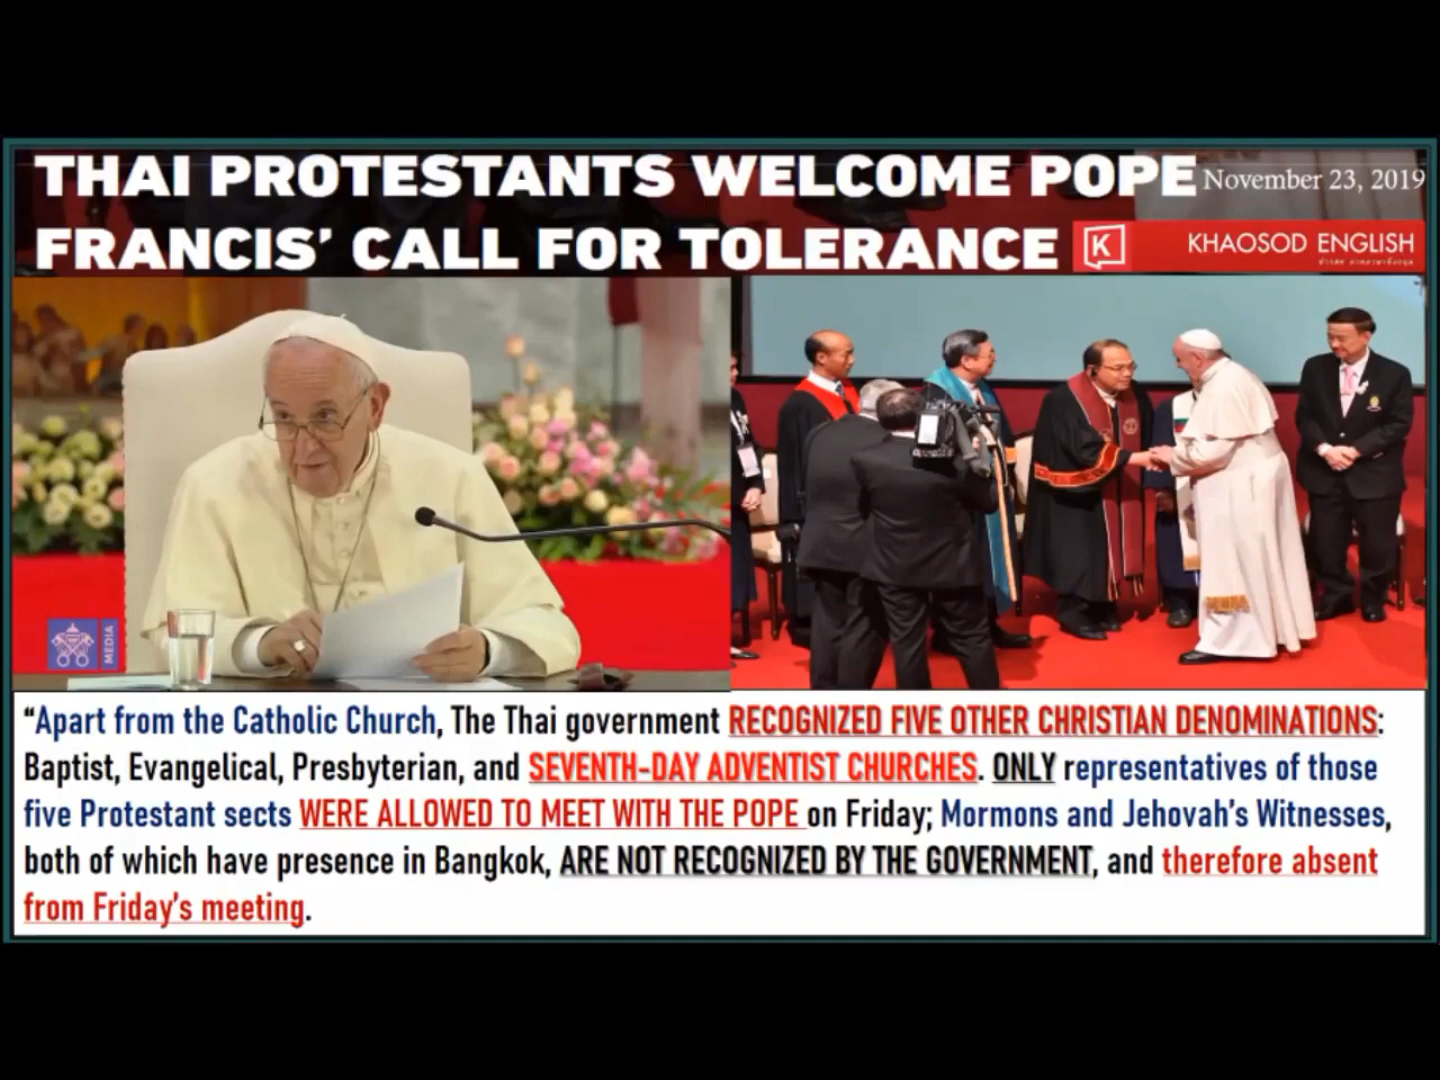 THAI PROTESTANTS WELCOME POPE November 23, 2019
FRANCIS' CALL FOR TOLERANCE K KHAOSOD ENGLISH
MEDIA
“Apart from the Catholic Church, The Thai government RECOGNIZED FIVE OTHER CHRISTIAN DENOMINATIONS:
Baptist, Evangelical, Presbyterian, and SEVENTH-DAY ADVENTIST CHURCHES. ONLY representatives of those
five Protestant sects WERE ALLOWED TO MEET WITH THE POPE on Friday; Mormons and Jehovah's Witnesses,
both of which have presence in Bangkok, ARE NOT RECOGNIZED BY THE GOVERNMENT, and therefore absent
from Friday's meeting.